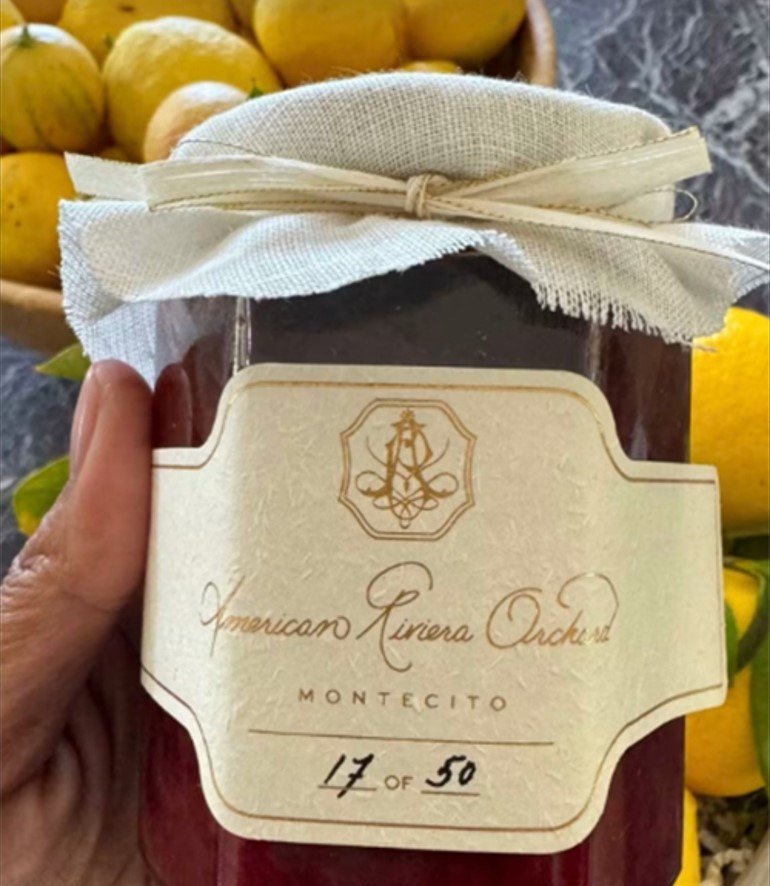 American Riviera Orchard
MONTECITO
17 OF 50